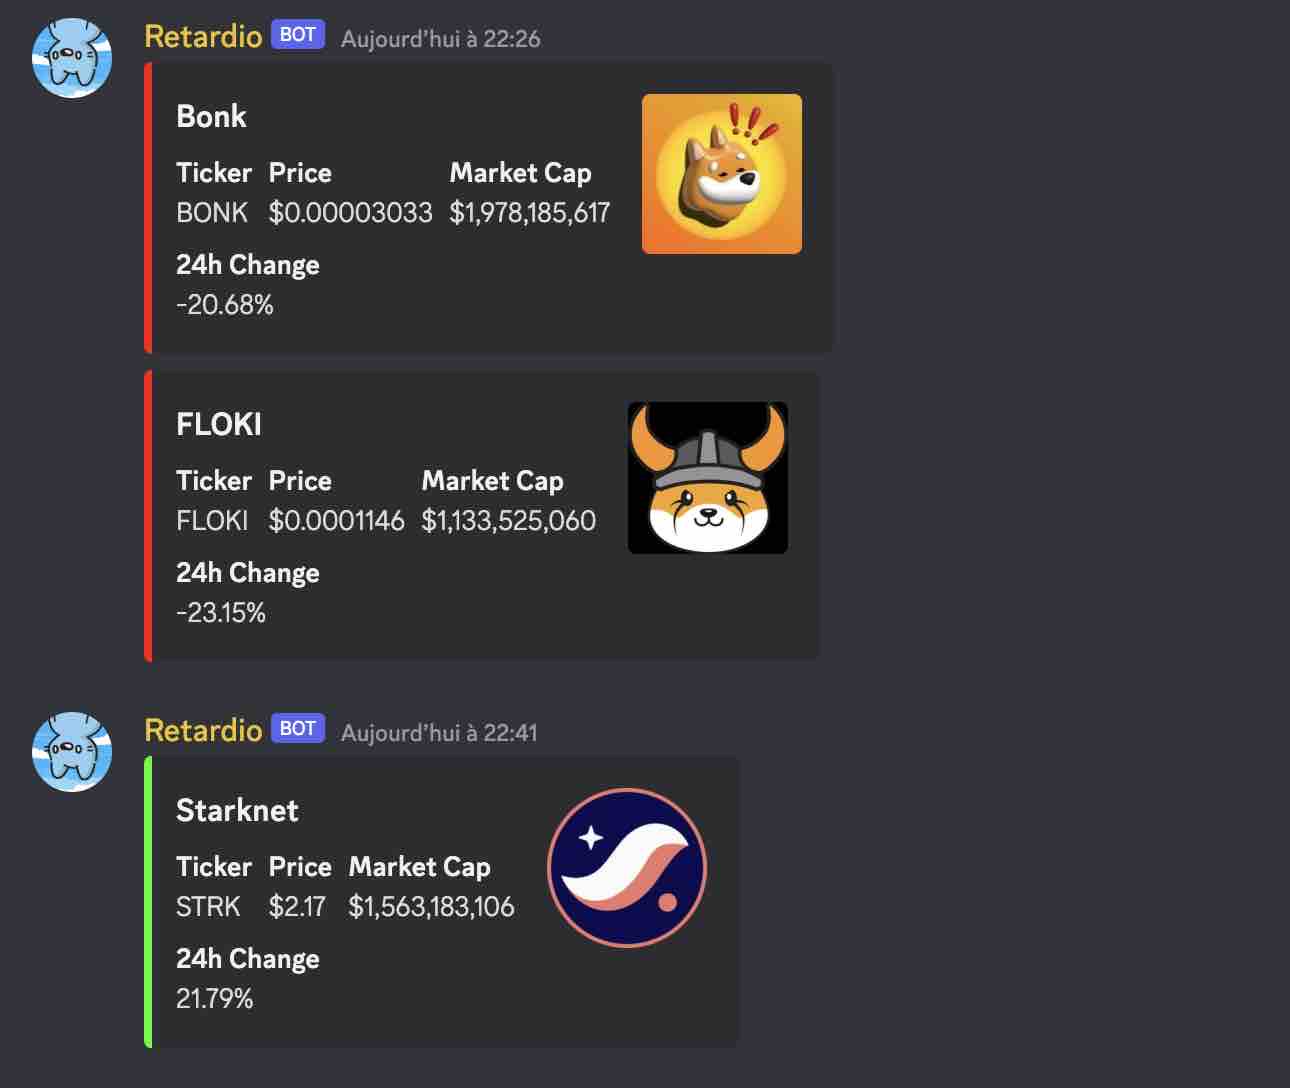 Retardio BOT Aujourd’hui à 22:26
Bonk
Ticker Price Market Cap
BONK $0.00003033 $1,978,185,617
24h Change
-20.68%
FLOKI
Ticker Price Market Cap
FLOKI $0.0001146 $1,133,525,060
24h Change
-23.15%
Retardio BOT Aujourd’hui à 22:41
Starknet
Ticker Price Market Cap
STRK $2.17 $1,563,183,106
24h Change
21.79%